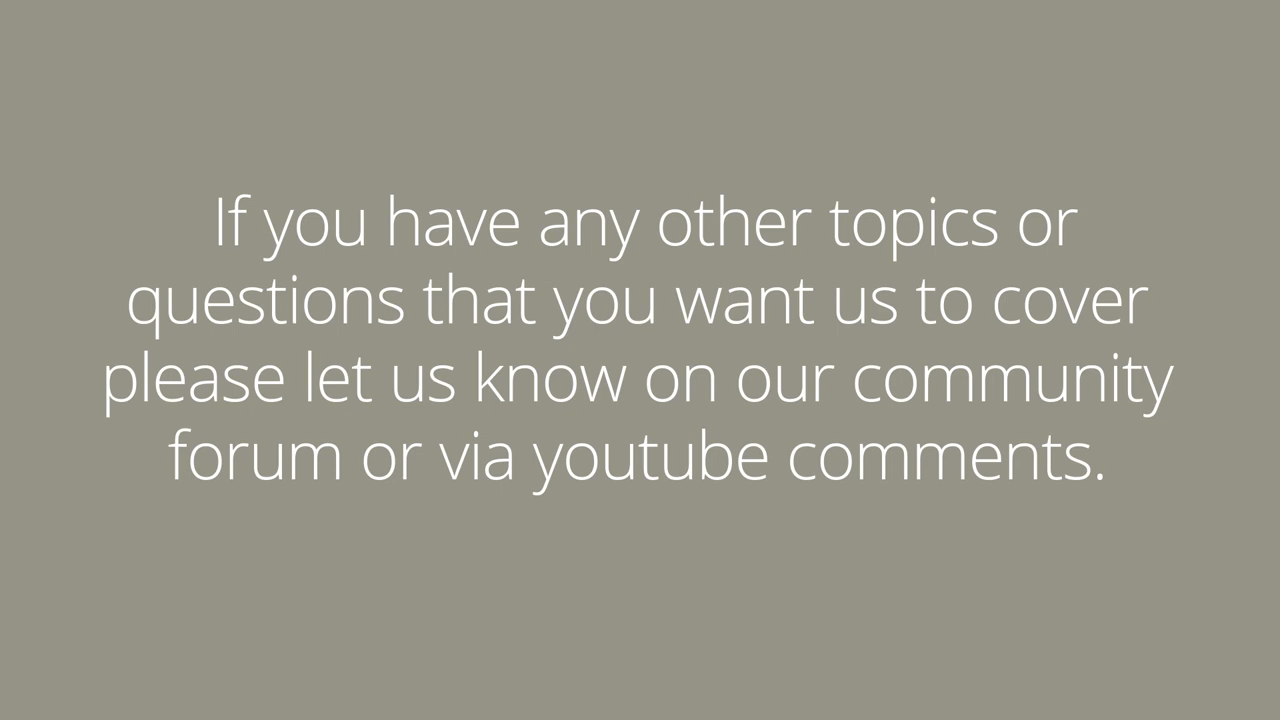 If you have any other topics or
questions that you want us to cover
please let us know on our community
forum or via youtube comments.